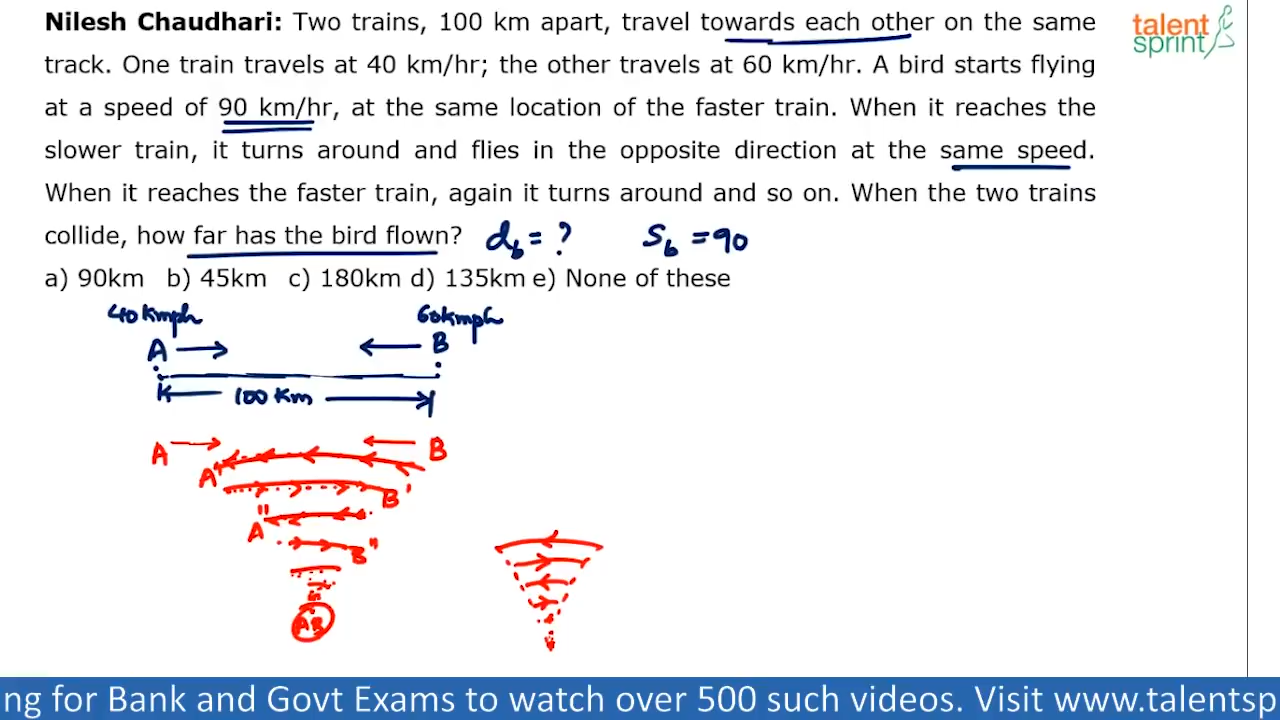 Nilesh Chaudhari: Two trains, 100 km apart, travel towards each other on the same
talent
sprint
track. One train travels at 40 km/hr; the other travels at 60 km/hr. A bird starts flying
at a speed of 90 km/hr, at the same location of the faster train. When it reaches the
slower train, it turns around and flies in the opposite direction at the same speed.
When it reaches the faster train, again it turns around and so on. When the two trains
collide, how far has the bird flown? d_b = ? S_b = 90
a) 90km b) 45km c) 180km d) 135km e) None of these
40 kmph 60kmph
A B
100 Km
A B
A' B'
A" B"
AB
ng for Bank and Govt Exams to watch over 500 such videos. Visit www.talentsp